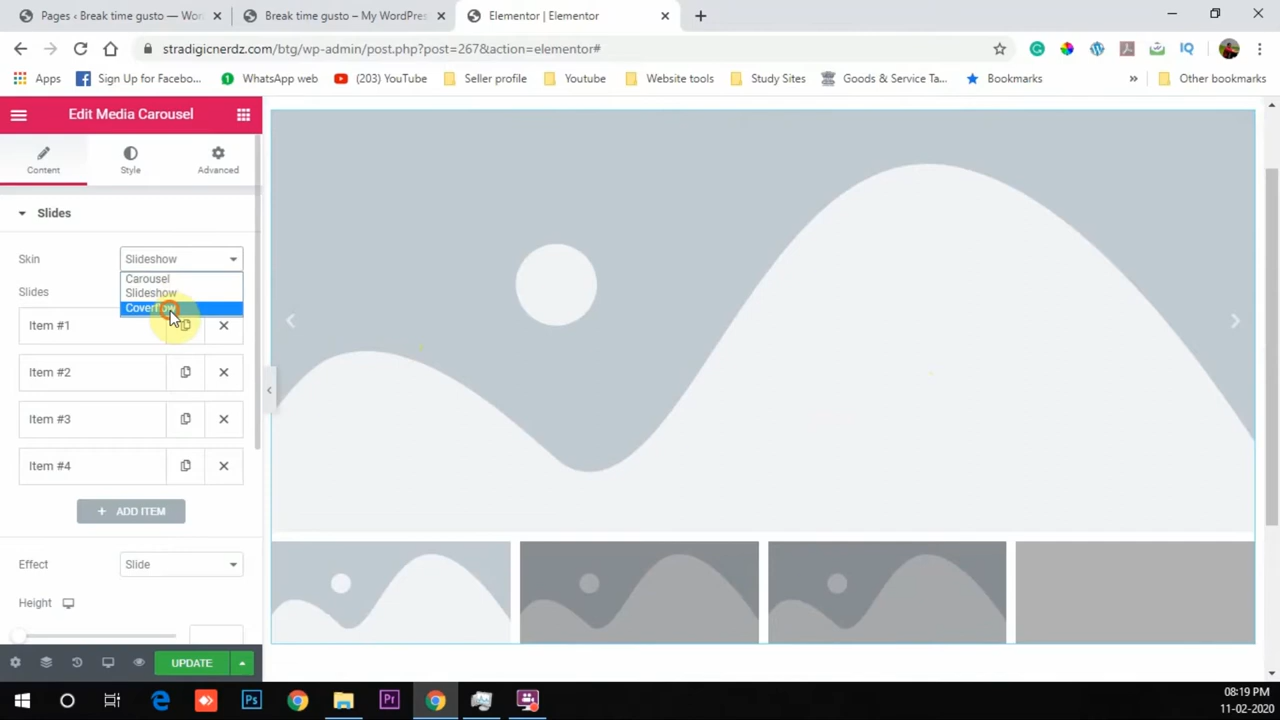 Pages ‹ Break time gusto — Wor
Break time gusto – My WordPress
Elementor | Elementor
stradigicnerdz.com/btg/wp-admin/post.php?post=267&action=elementor#
Apps
Sign Up for Facebo...
WhatsApp web
(203) YouTube
Seller profile
Youtube
Website tools
Study Sites
Goods & Service Ta...
Bookmarks
»
Other bookmarks
Edit Media Carousel
Content
Style
Advanced
Slides
Skin
Slideshow
Carousel
Slides
Slideshow
Coverflow
Item #1
Item #2
Item #3
Item #4
+ ADD ITEM
Effect
Slide
Height
UPDATE
08:19 PM
11-02-2020